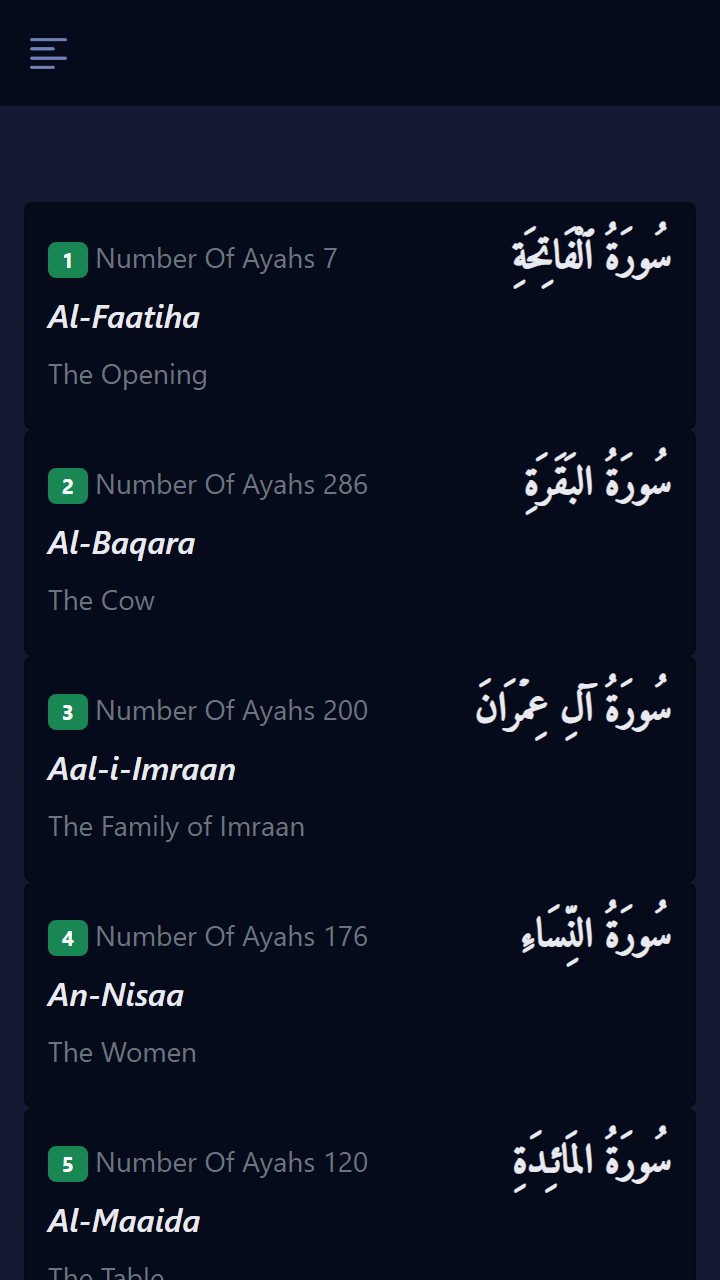 1 Number Of Ayahs 7
سُورَةُ ٱلْفَاتِحَةِ
Al-Faatiha
The Opening
2 Number Of Ayahs 286
سُورَةُ البَقَرَةِ
Al-Baqara
The Cow
3 Number Of Ayahs 200
سُورَةُ آلِ عِمۡرَانَ
Aal-i-Imraan
The Family of Imraan
4 Number Of Ayahs 176
سُورَةُ النِّسَاءِ
An-Nisaa
The Women
5 Number Of Ayahs 120
سُورَةُ المَائـِدَةِ
Al-Maaida
The Table